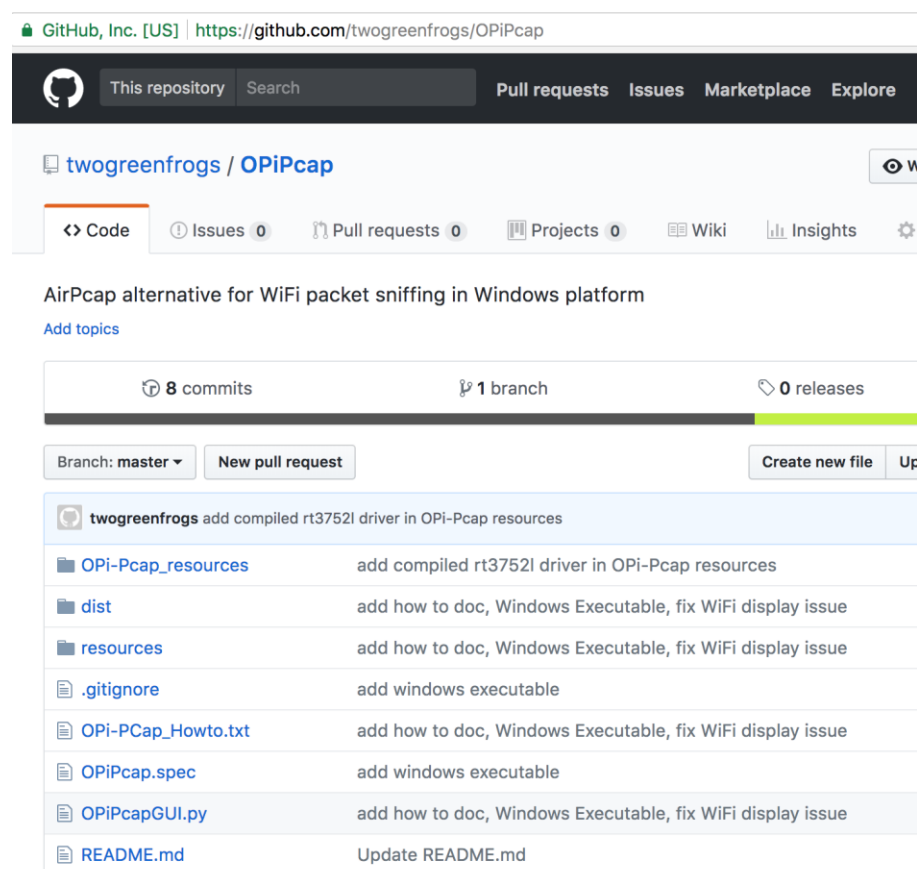 GitHub, Inc. [US] https://github.com/twogreenfrogs/OPiPcap
This repository Search Pull requests Issues Marketplace Explore
twogreenfrogs / OPiPcap
Code Issues 0 Pull requests 0 Projects 0 Wiki Insights
AirPcap alternative for WiFi packet sniffing in Windows platform
Add topics
8 commits 1 branch 0 releases
Branch: master New pull request Create new file Up
twogreenfrogs add compiled rt3752l driver in OPi-Pcap resources
OPi-Pcap_resources add compiled rt3752l driver in OPi-Pcap resources
dist add how to doc, Windows Executable, fix WiFi display issue
resources add how to doc, Windows Executable, fix WiFi display issue
.gitignore add windows executable
OPi-PCap_Howto.txt add how to doc, Windows Executable, fix WiFi display issue
OPiPcap.spec add windows executable
OPiPcapGUI.py add how to doc, Windows Executable, fix WiFi display issue
README.md Update README.md